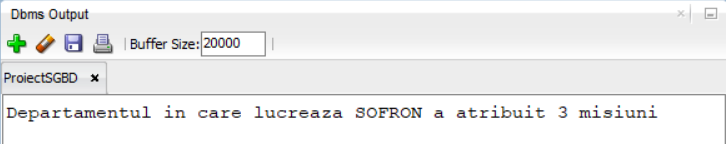 Dbms Output
Buffer Size: 20000
ProiectSGBD
Departamentul in care lucreaza SOFRON a atribuit 3 misiuni